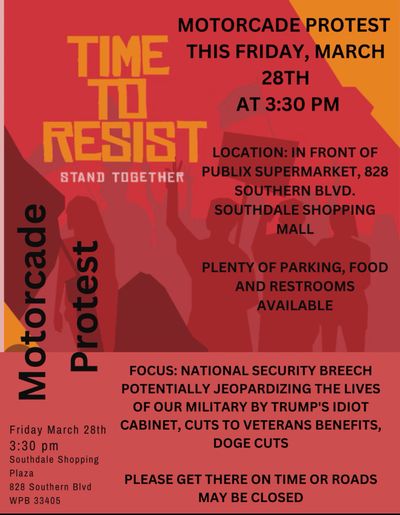 MOTORCADE PROTEST
THIS FRIDAY, MARCH
28TH
AT 3:30 PM
TIME
TO
RESIST
STAND TOGETHER
LOCATION: IN FRONT OF
PUBLIX SUPERMARKET, 828
SOUTHERN BLVD.
SOUTHDALE SHOPPING
MALL
PLENTY OF PARKING, FOOD
AND RESTROOMS
AVAILABLE
Motorcade
Protest
FOCUS: NATIONAL SECURITY BREECH
POTENTIALLY JEOPARDIZING THE LIVES
OF OUR MILITARY BY TRUMP'S IDIOT
CABINET, CUTS TO VETERANS BENEFITS,
DOGE CUTS
Friday March 28th
3:30 pm
Southdale Shopping
Plaza
828 Southern Blvd
WPB 33405
PLEASE GET THERE ON TIME OR ROADS
MAY BE CLOSED